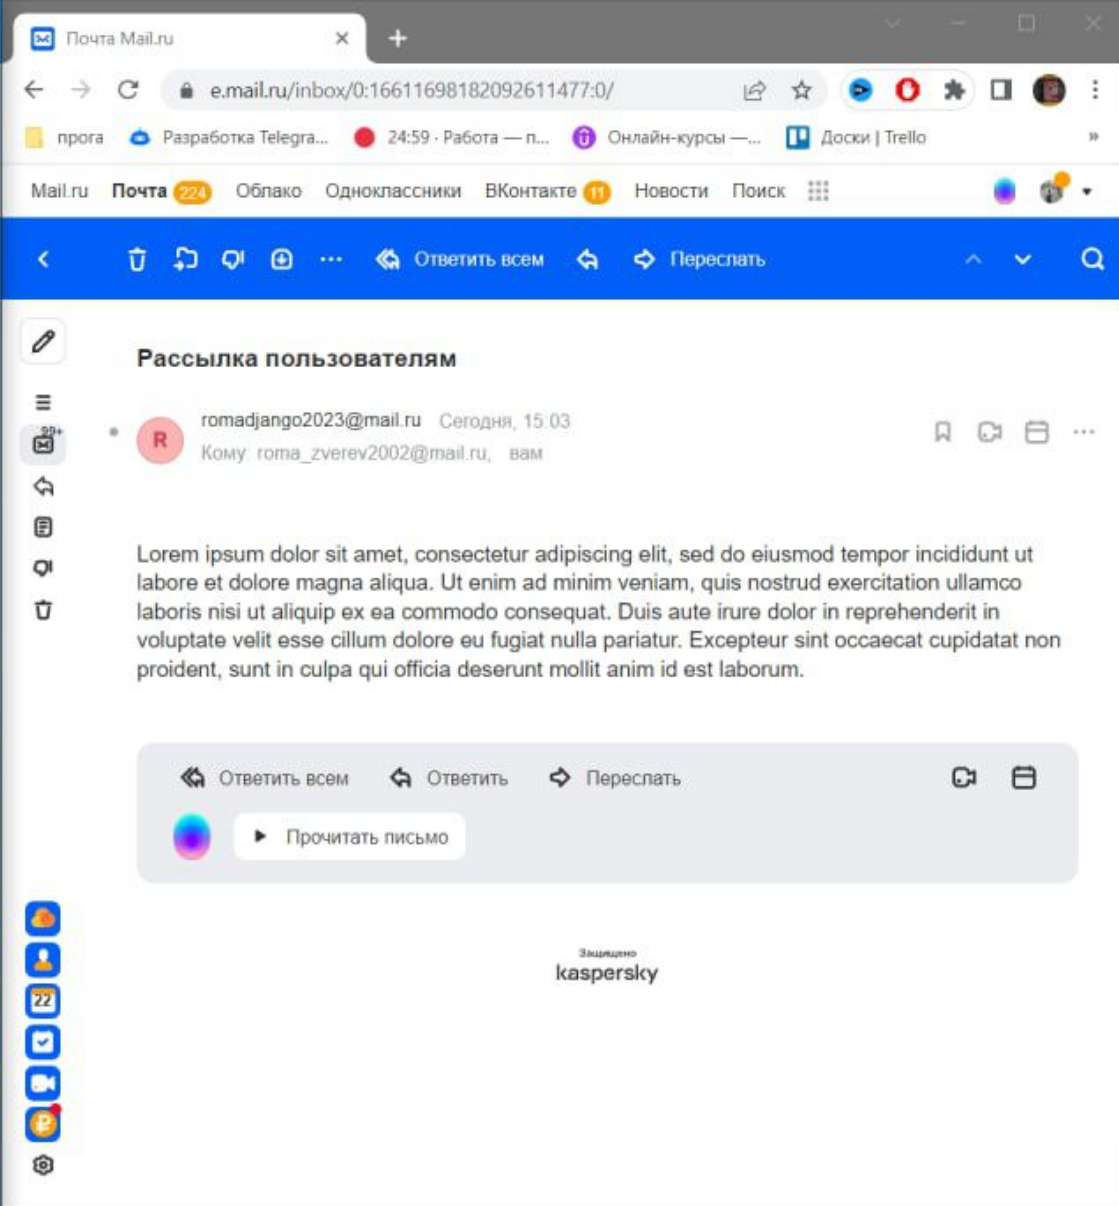 Почта Mail.ru
e.mail.ru/inbox/0:16611698182092611477:0/
прога Разработка Telegra... 24:59 · Работа — п... Онлайн-курсы —... Доски | Trello »
Mail.ru Почта 224 Облако Одноклассники ВКонтакте 11 Новости Поиск
Ответить всем Переслать
Рассылка пользователям
99+
R
romadjango2023@mail.ru Сегодня, 15:03
Кому: roma_zverev2002@mail.ru, вам
Lorem ipsum dolor sit amet, consectetur adipiscing elit, sed do eiusmod tempor incididunt ut
labore et dolore magna aliqua. Ut enim ad minim veniam, quis nostrud exercitation ullamco
laboris nisi ut aliquip ex ea commodo consequat. Duis aute irure dolor in reprehenderit in
voluptate velit esse cillum dolore eu fugiat nulla pariatur. Excepteur sint occaecat cupidatat non
proident, sunt in culpa qui officia deserunt mollit anim id est laborum.
Ответить всем Ответить Переслать
Прочитать письмо
Защищено
kaspersky
22